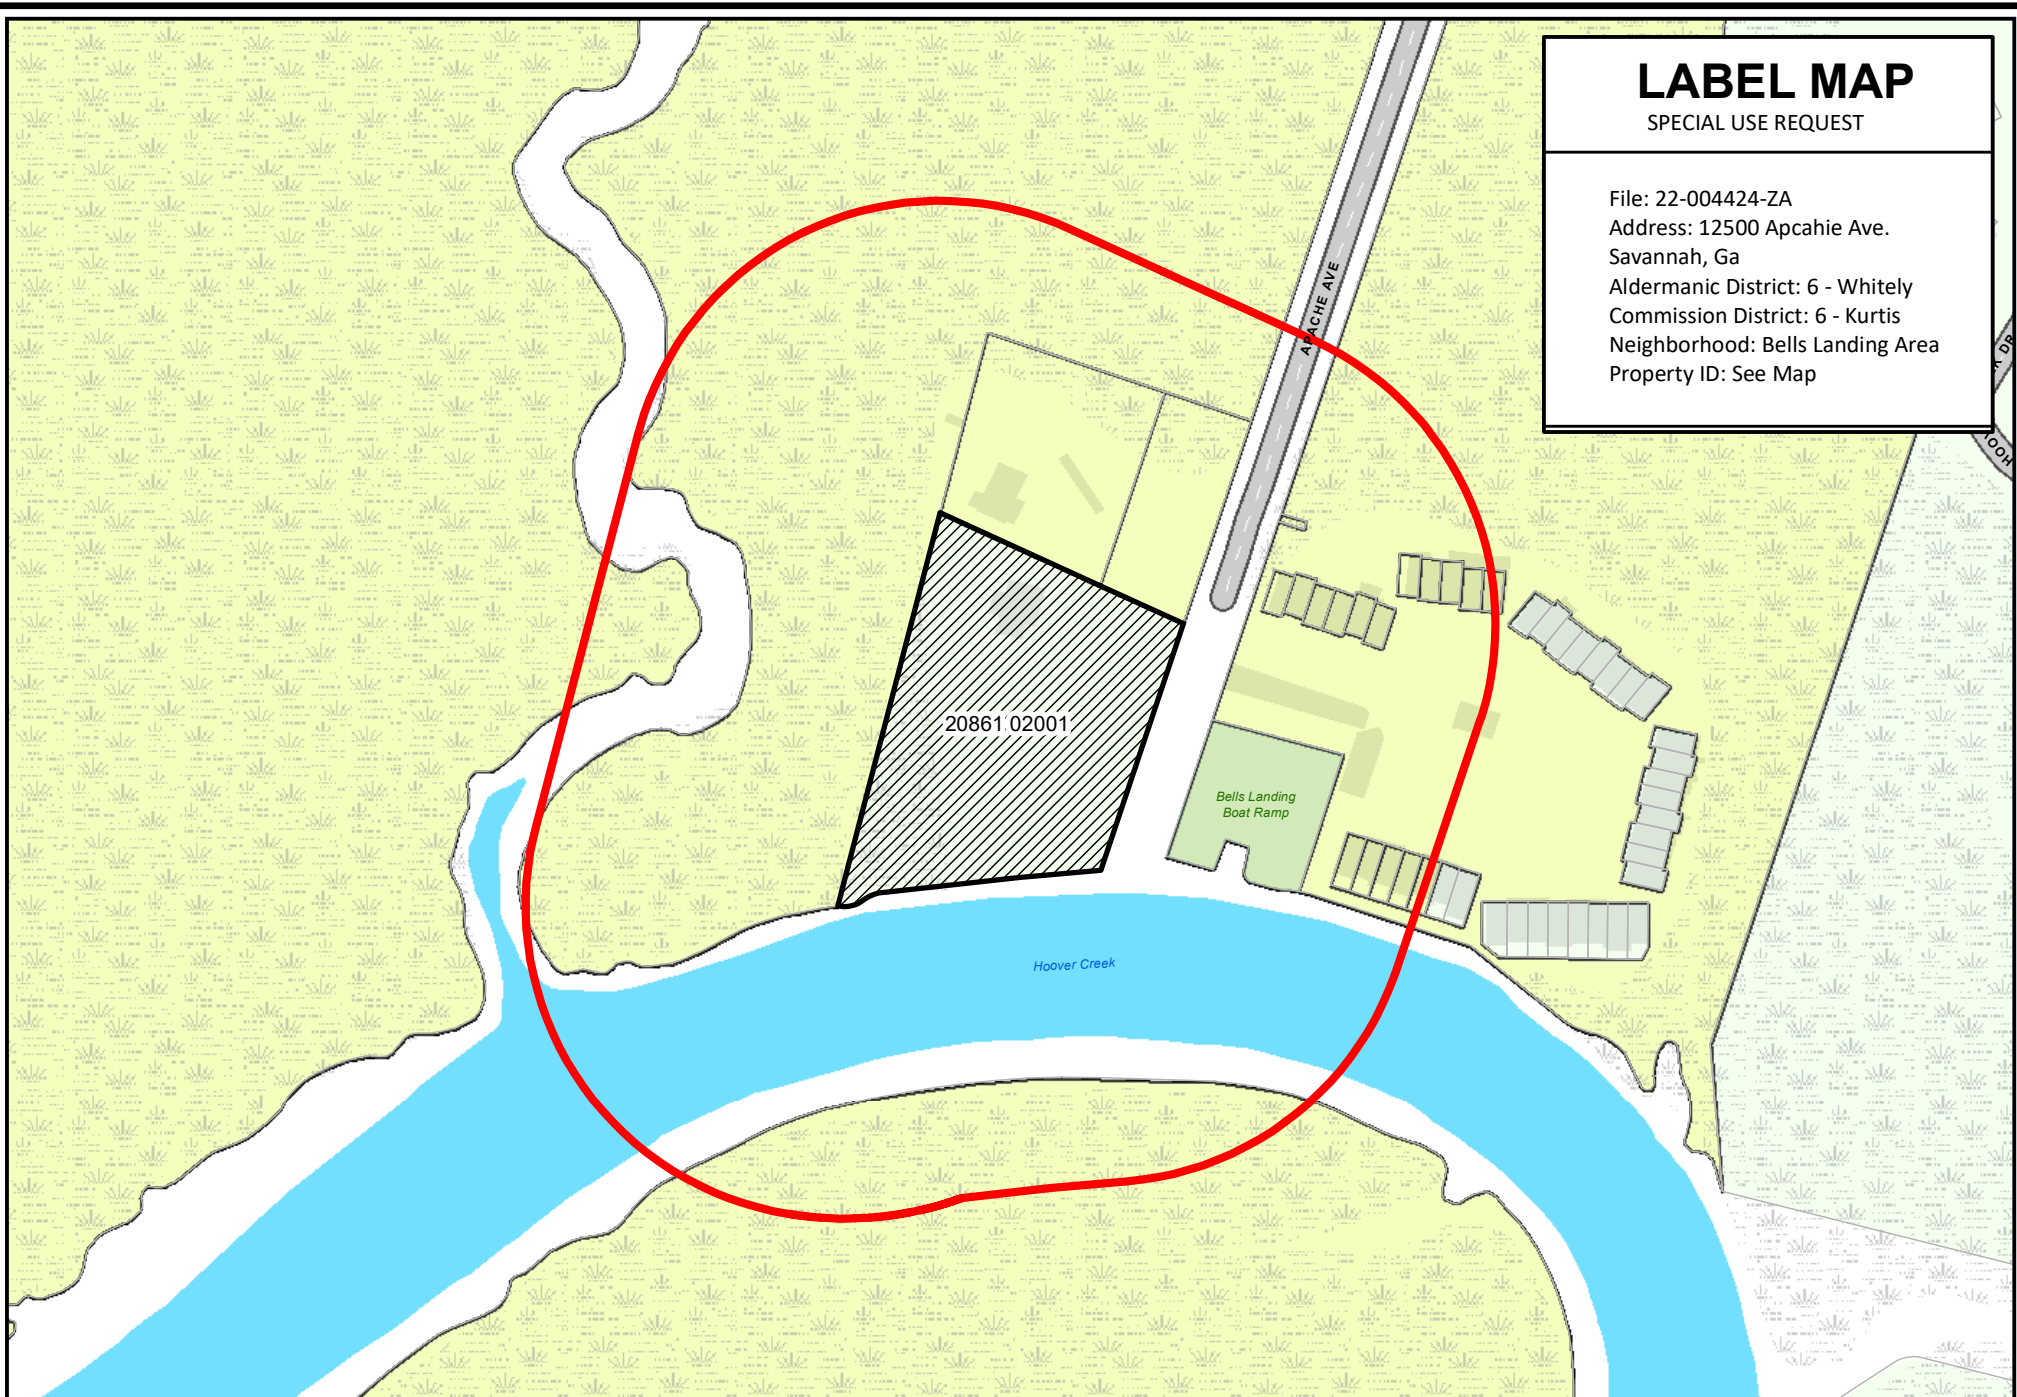 LABEL MAP
SPECIAL USE REQUEST
File: 22-004424-ZA
Address: 12500 Apcahie Ave.
Savannah, Ga
Aldermanic District: 6 - Whitely
Commission District: 6 - Kurtis
Neighborhood: Bells Landing Area
Property ID: See Map
APACHE AVE
20861 02001
Bells Landing
Boat Ramp
Hoover Creek